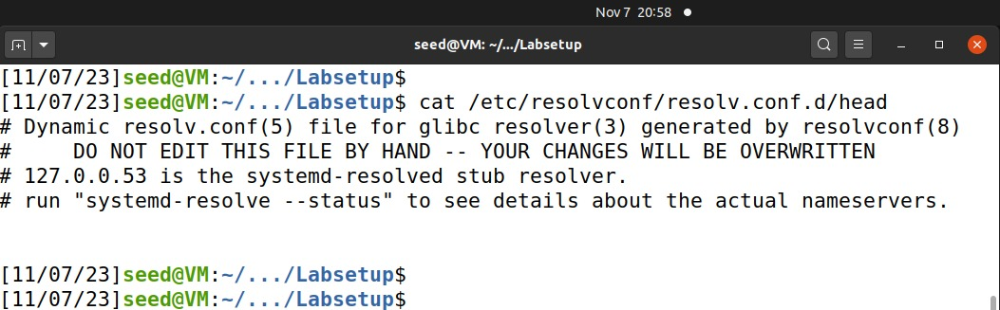 Nov 7 20:58
seed@VM: ~/.../Labsetup
[11/07/23]seed@VM:~/.../Labsetup$
[11/07/23]seed@VM:~/.../Labsetup$ cat /etc/resolvconf/resolv.conf.d/head
# Dynamic resolv.conf(5) file for glibc resolver(3) generated by resolvconf(8)
#     DO NOT EDIT THIS FILE BY HAND -- YOUR CHANGES WILL BE OVERWRITTEN
# 127.0.0.53 is the systemd-resolved stub resolver.
# run "systemd-resolve --status" to see details about the actual nameservers.
[11/07/23]seed@VM:~/.../Labsetup$
[11/07/23]seed@VM:~/.../Labsetup$